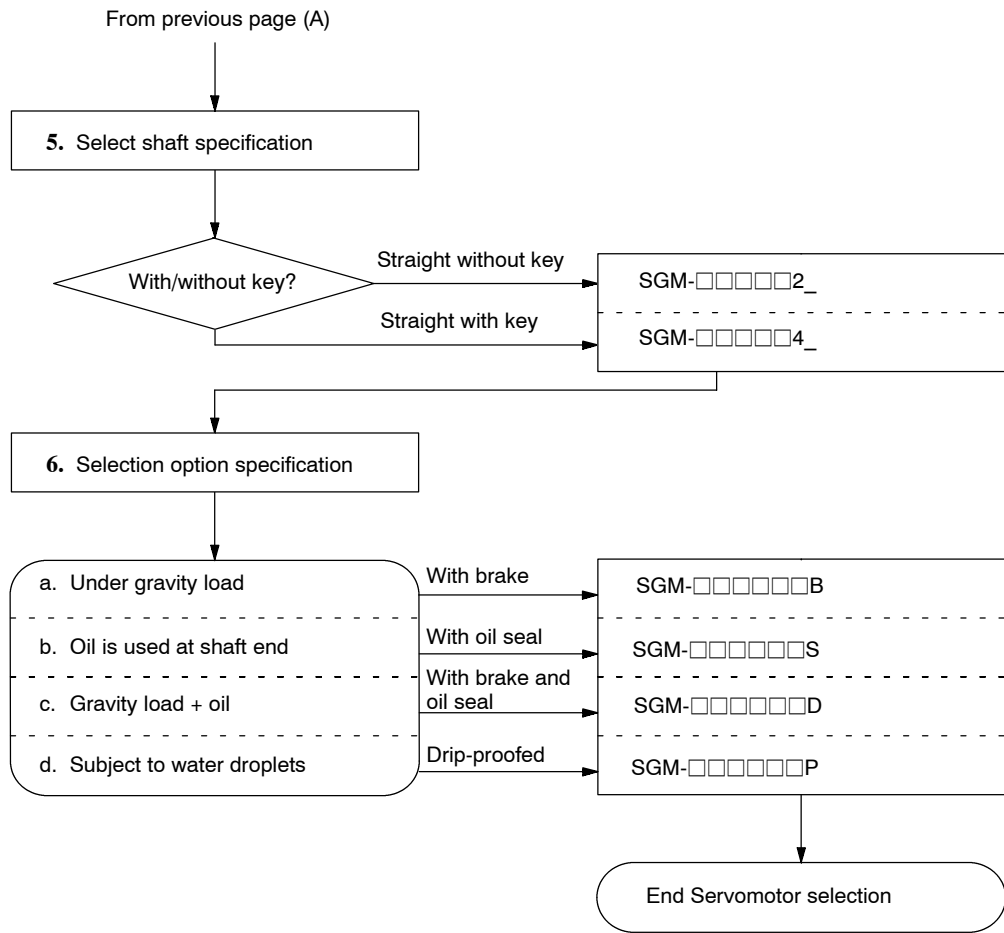 From previous page (A)
5. Select shaft specification
With/without key?
Straight without key
Straight with key
SGM-□□□□□2_
SGM-□□□□□4_
6. Selection option specification
a. Under gravity load
With brake
SGM-□□□□□□B
b. Oil is used at shaft end
With oil seal
SGM-□□□□□□S
c. Gravity load + oil
With brake and
oil seal
SGM-□□□□□□D
d. Subject to water droplets
Drip-proofed
SGM-□□□□□□P
End Servomotor selection